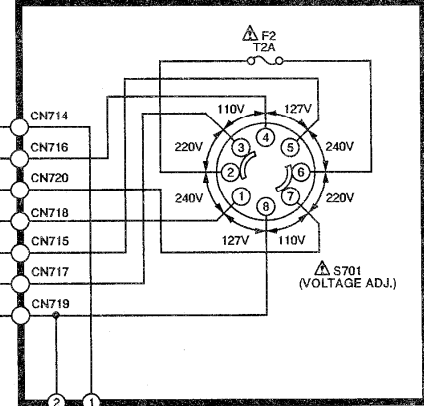 ⚠ F2
T2A
110V 127V
CN714
CN716
CN720
CN718
CN715
CN717
CN719
220V 240V
3 4 5
2 6
1 8 7
240V 220V
127V 110V
⚠ S701
(VOLTAGE ADJ.)
2 1